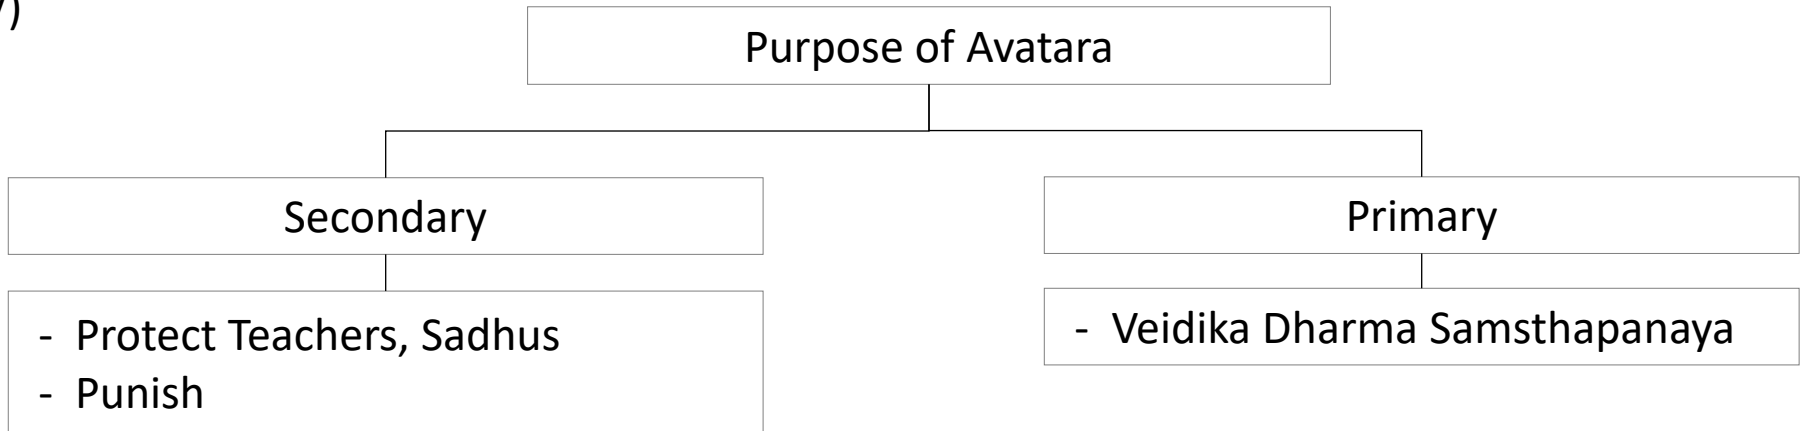 Purpose of Avatara
Secondary
Primary
- Protect Teachers, Sadhus
- Punish
- Veidika Dharma Samsthapanaya